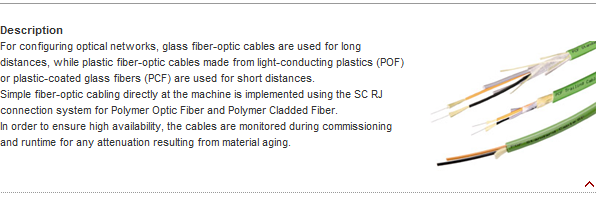 Description
For configuring optical networks, glass fiber-optic cables are used for long
distances, while plastic fiber-optic cables made from light-conducting plastics (POF)
or plastic-coated glass fibers (PCF) are used for short distances.
Simple fiber-optic cabling directly at the machine is implemented using the SC RJ
connection system for Polymer Optic Fiber and Polymer Cladded Fiber.
In order to ensure high availability, the cables are monitored during commissioning
and runtime for any attenuation resulting from material aging.